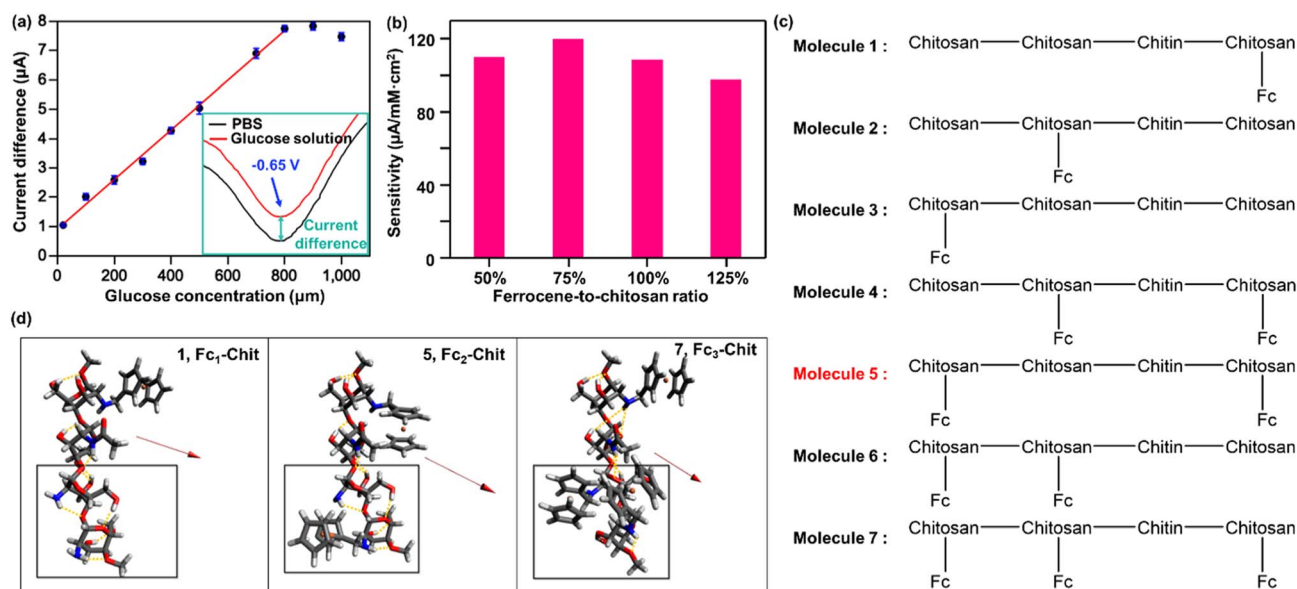 (a)
Current difference (µA)
8
7
6
5
4
3
2
1
0
0
200
400
600
800
1,000
Glucose concentration (µm)
PBS
Glucose solution
-0.65 V
Current
difference
(b)
Sensitivity (µA/mM·cm²)
120
80
40
0
50%
75%
100%
125%
Ferrocene-to-chitosan ratio
(c)
Molecule 1 : Chitosan Chitosan Chitin Chitosan
Fc
Molecule 2 : Chitosan Chitosan Chitin Chitosan
Fc
Molecule 3 : Chitosan Chitosan Chitin Chitosan
Fc
Molecule 4 : Chitosan Chitosan Chitin Chitosan
Fc Fc
Molecule 5 : Chitosan Chitosan Chitin Chitosan
Fc Fc
Molecule 6 : Chitosan Chitosan Chitin Chitosan
Fc Fc
Molecule 7 : Chitosan Chitosan Chitin Chitosan
Fc Fc Fc
(d)
1, Fc₁-Chit
5, Fc₂-Chit
7, Fc₃-Chit